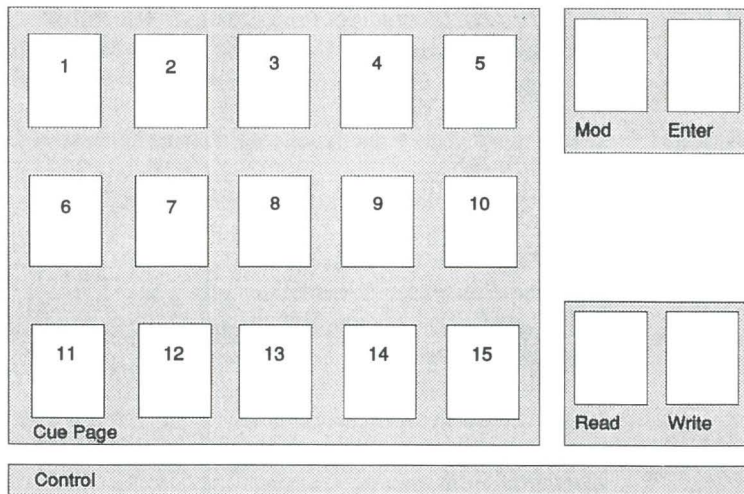 1 2 3 4 5
Mod Enter
6 7 8 9 10
11 12 13 14 15
Cue Page
Read Write
Control